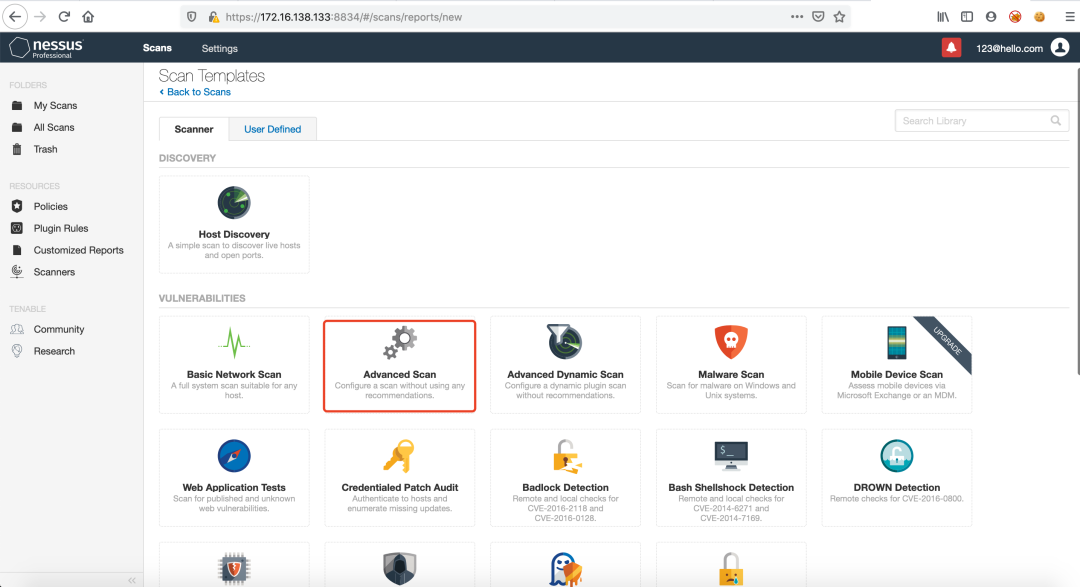 https://172.16.138.133:8834/#/scans/reports/new
nessus
Professional
Scans
Settings
123@hello.com
FOLDERS
My Scans
All Scans
Trash
RESOURCES
Policies
Plugin Rules
Customized Reports
Scanners
TENABLE
Community
Research
Scan Templates
Back to Scans
Scanner
User Defined
Search Library
DISCOVERY
Host Discovery
A simple scan to discover live hosts
and open ports.
VULNERABILITIES
Basic Network Scan
A full system scan suitable for any
host.
Advanced Scan
Configure a scan without using any
recommendations.
Advanced Dynamic Scan
Configure a dynamic plugin scan
without recommendations.
Malware Scan
Scan for malware on Windows and
Unix systems.
UPGRADE
Mobile Device Scan
Assess mobile devices via
Microsoft Exchange or an MDM.
Web Application Tests
Scan for published and unknown
web vulnerabilities.
Credentialed Patch Audit
Authenticate to hosts and
enumerate missing updates.
Badlock Detection
Remote and local checks for
CVE-2016-2118 and
CVE-2016-0128.
$_
Bash Shellshock Detection
Remote and local checks for
CVE-2014-6271 and
CVE-2014-7169.
DROWN Detection
Remote checks for CVE-2016-0800.